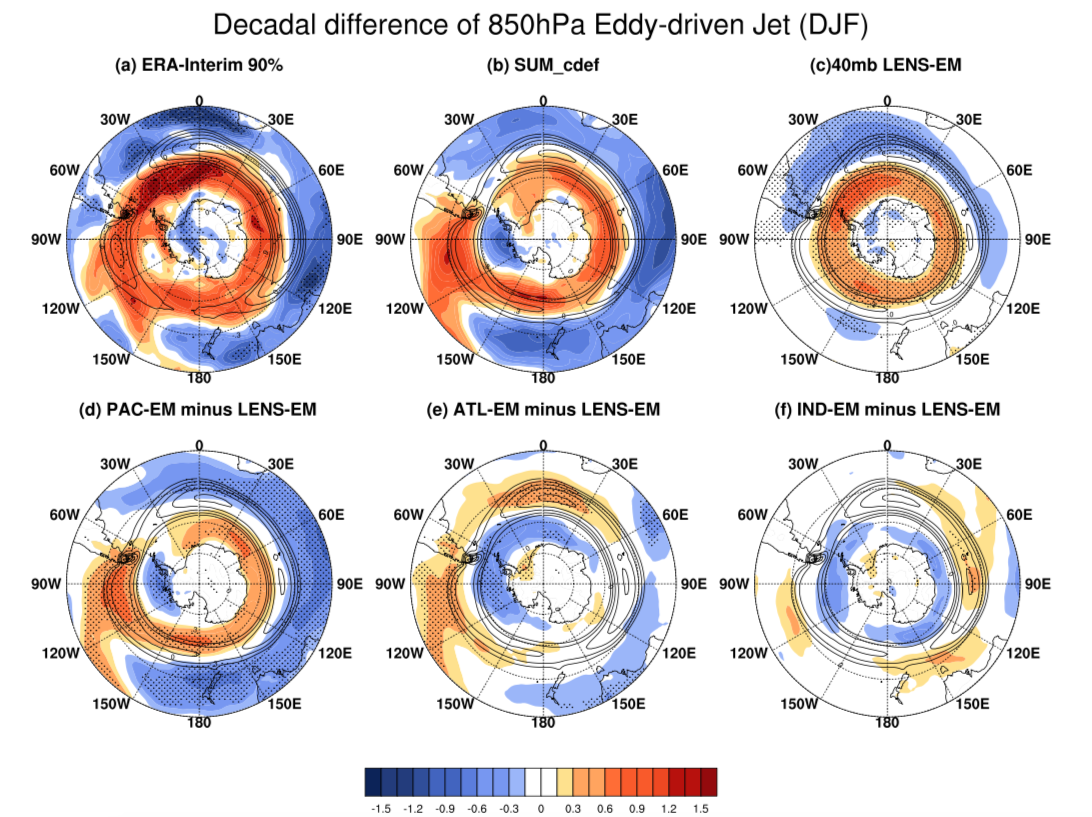 Decadal difference of 850hPa Eddy-driven Jet (DJF)
(a) ERA-Interim 90%
(b) SUM_cdef
(c)40mb LENS-EM
0
0
0
30W
30E
30W
30E
30W
30E
60W
60E
60W
60E
60W
60E
90W
90E
90W
90E
90W
90E
120W
120E
120W
120E
120W
120E
150W
150E
150W
150E
150W
150E
180
180
180
(d) PAC-EM minus LENS-EM
(e) ATL-EM minus LENS-EM
(f) IND-EM minus LENS-EM
0
0
0
30W
30E
30W
30E
30W
30E
60W
60E
60W
60E
60W
60E
90W
90E
90W
90E
90W
90E
120W
120E
120W
120E
120W
120E
150W
150E
150W
150E
150W
150E
180
180
180
-1.5 -1.2 -0.9 -0.6 -0.3 0 0.3 0.6 0.9 1.2 1.5